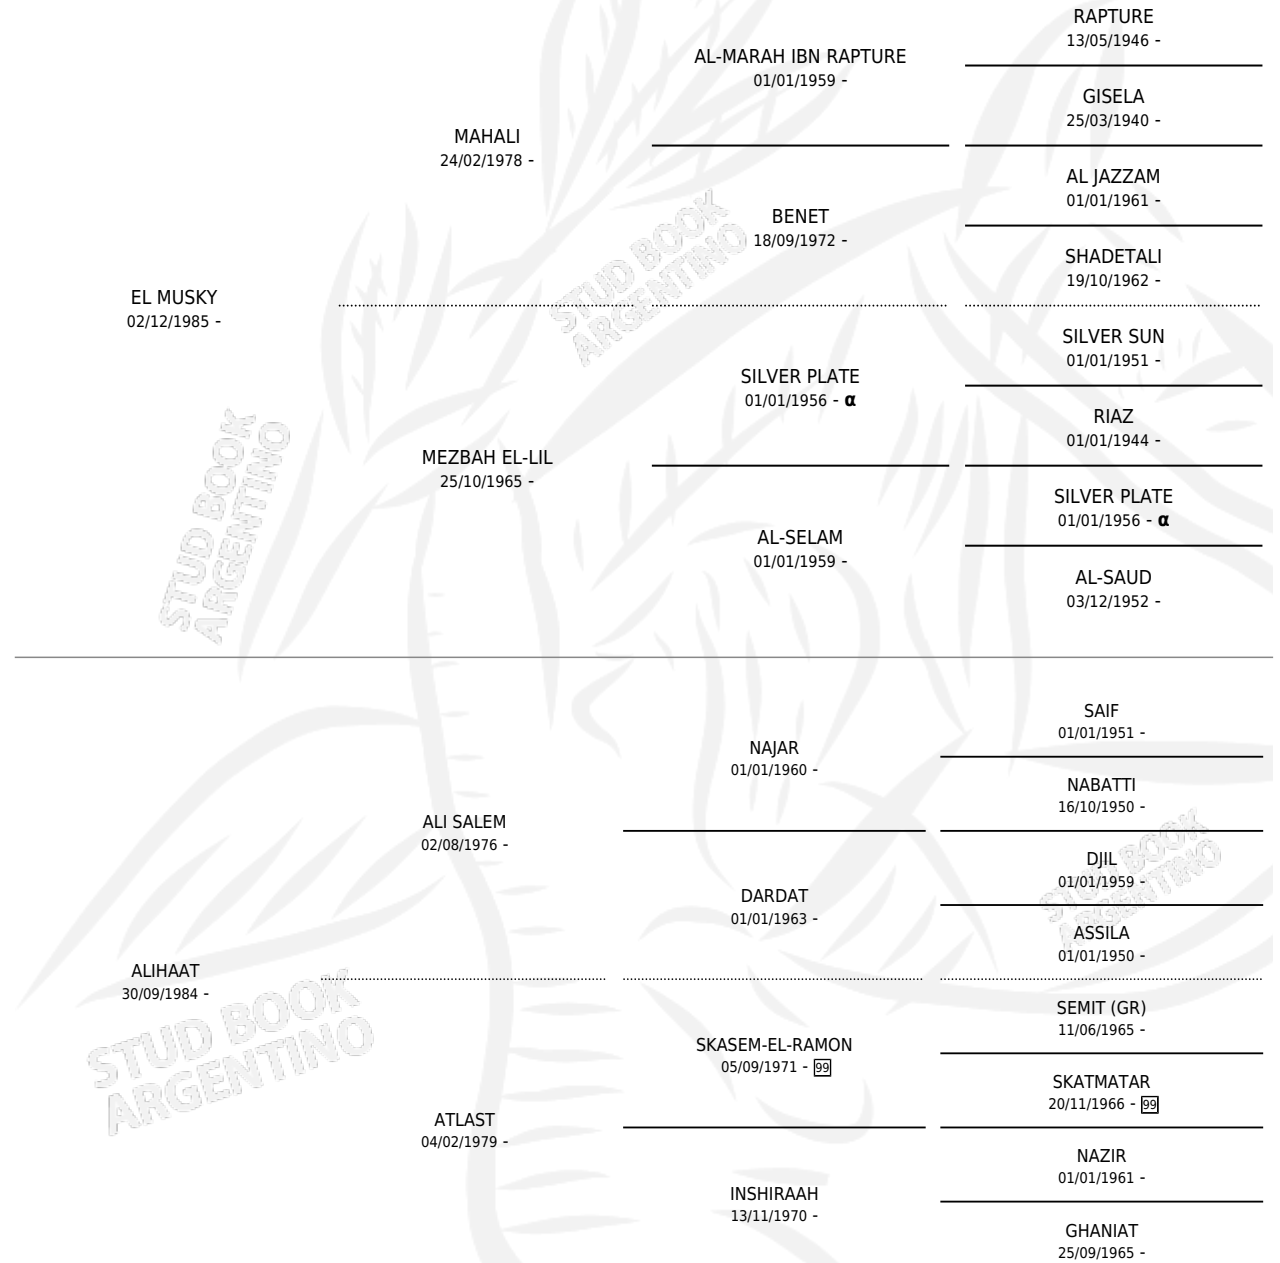 RAPTURE
13/05/1946 -
AL-MARAH IBN RAPTURE
01/01/1959 -
GISELA
25/03/1940 -
MAHALI
24/02/1978 -
AL JAZZAM
01/01/1961 -
BENET
18/09/1972 -
SHADETALI
19/10/1962 -
EL MUSKY
02/12/1985 -
SILVER SUN
01/01/1951 -
SILVER PLATE
01/01/1956 - α
RIAZ
01/01/1944 -
MEZBAH EL-LIL
25/10/1965 -
SILVER PLATE
01/01/1956 - α
AL-SELAM
01/01/1959 -
AL-SAUD
03/12/1952 -
SAIF
01/01/1951 -
NAJAR
01/01/1960 -
NABATTI
16/10/1950 -
ALI SALEM
02/08/1976 -
DJIL
01/01/1959 -
DARDAT
01/01/1963 -
ASSILA
01/01/1950 -
ALIHAAT
30/09/1984 -
SEMIT (GR)
11/06/1965 -
SKASEM-EL-RAMON
05/09/1971 - 99
SKATMATAR
20/11/1966 - 99
ATLAST
04/02/1979 -
NAZIR
01/01/1961 -
INSHIRAAH
13/11/1970 -
GHANIAT
25/09/1965 -
STUD BOOK
ARGENTINO
STUD BOOK
ARGENTINO
STUD BOOK
ARGENTINO
STUD BOOK
ARGENTINO